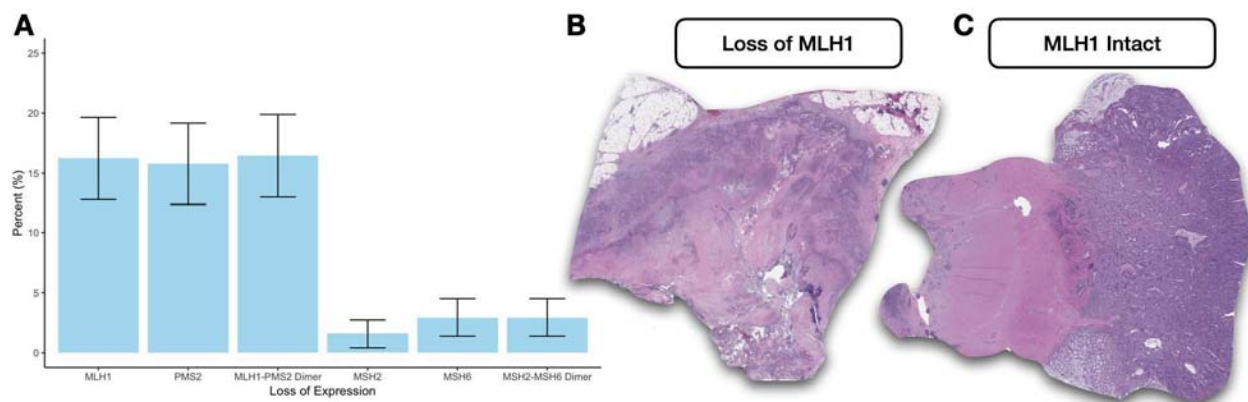 A
25
20
15
10
5
0
Percent (%)
MLH1
PMS2
MLH1-PMS2 Dimer
MSH2
MSH6
MSH2-MSH6 Dimer
Loss of Expression
B
Loss of MLH1
C
MLH1 Intact